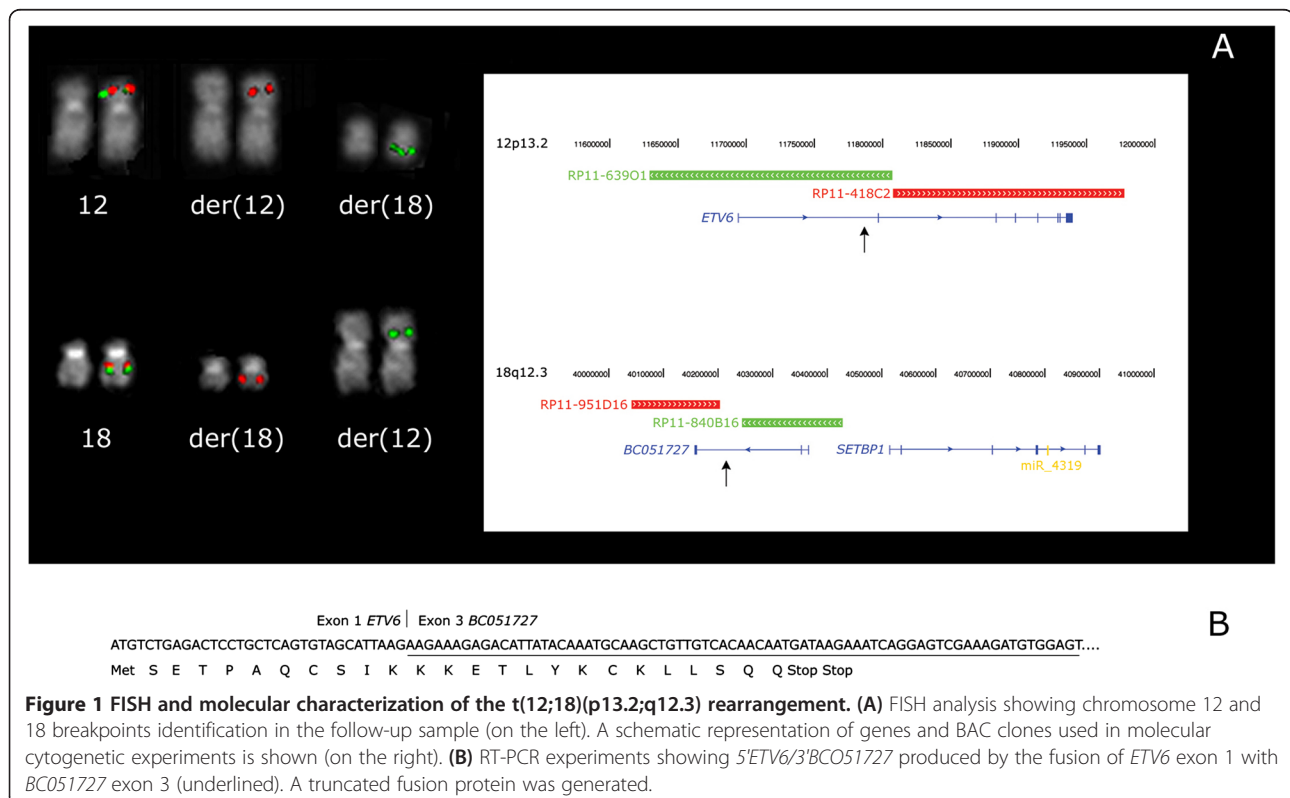 A
12 der(12) der(18)
18 der(18) der(12)
12p13.2 11600000 11650000 11700000 11750000 11800000 11850000 11900000 11950000 12000000
RP11-639O1
RP11-418C2
ETV6
18q12.3 40000000 40100000 40200000 40300000 40400000 40500000 40600000 40700000 40800000 40900000 41000000
RP11-951D16
RP11-840B16
BC051727 SETBP1
miR_4319
B
Exon 1 ETV6 | Exon 3 BC051727
ATGTCTGAGACTCCTGCTCAGTGTAGCATTAAGAAGAAAGAGACATTATACAAATGCAAGCTGTTGTCACAACAATGATAAGAAATCAGGAGTCGAAAGATGTGGAGT....
Met S E T P A Q C S I K K K E T L Y K C K L L S Q Q Stop Stop
Figure 1 FISH and molecular characterization of the t(12;18)(p13.2;q12.3) rearrangement. (A) FISH analysis showing chromosome 12 and
18 breakpoints identification in the follow-up sample (on the left). A schematic representation of genes and BAC clones used in molecular
cytogenetic experiments is shown (on the right). (B) RT-PCR experiments showing 5'ETV6/3'BCO51727 produced by the fusion of ETV6 exon 1 with
BC051727 exon 3 (underlined). A truncated fusion protein was generated.